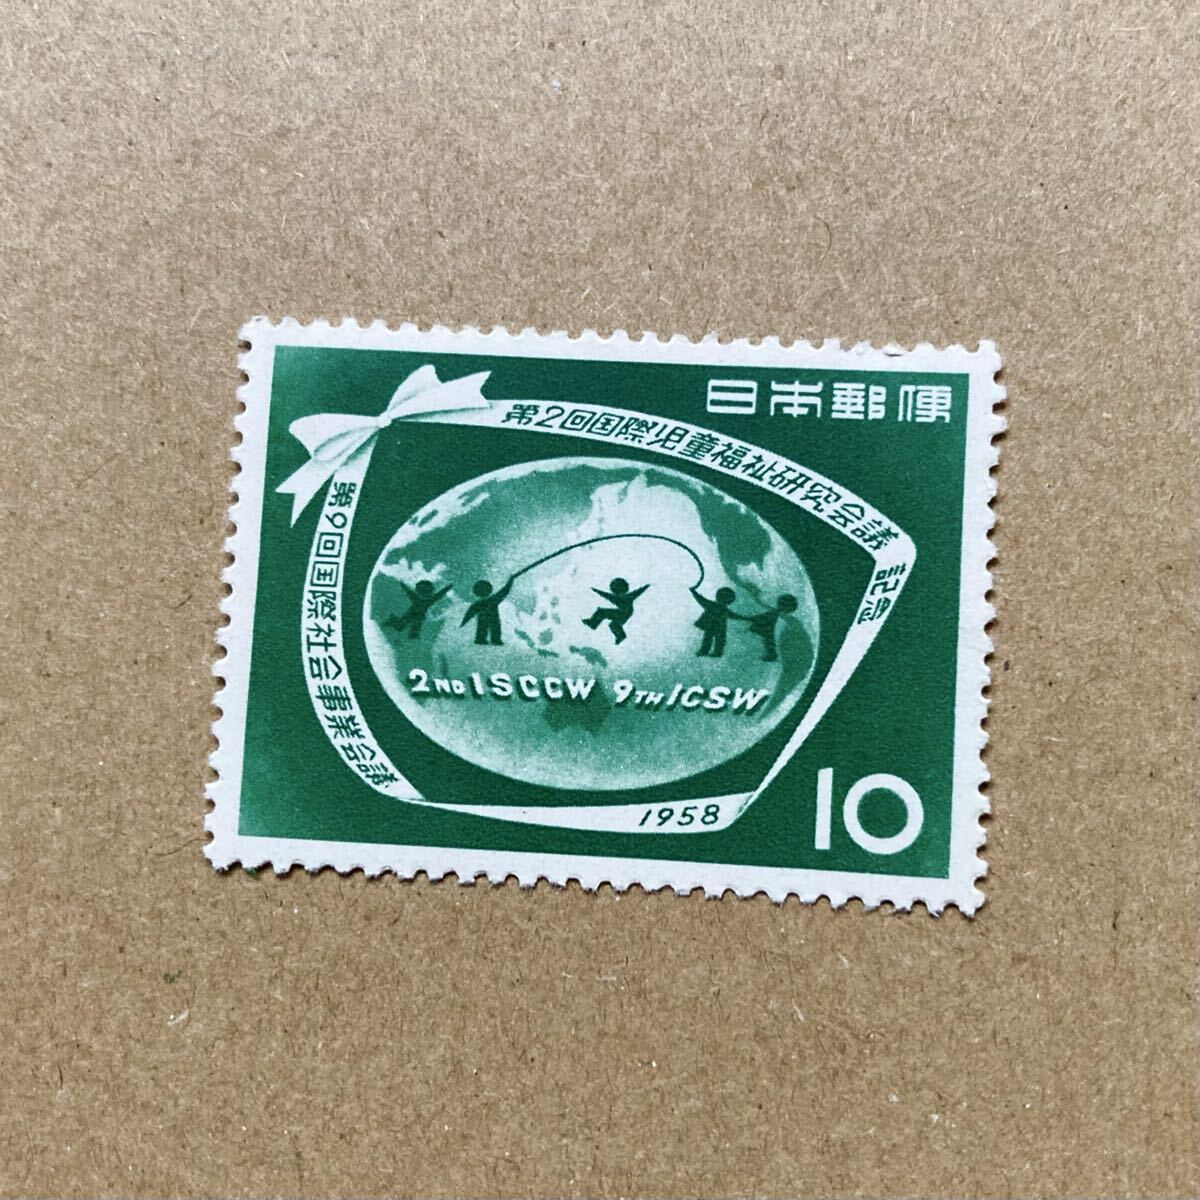 日本郵便
第2回国際児童福祉研究会議
記念
第9回国際社会事業会議
2ND ISCCW 9TH ICSW
1958
10